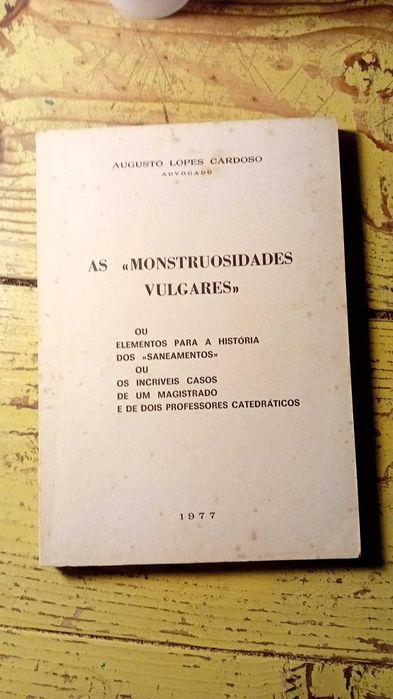 AUGUSTO LOPES CARDOSO
ADVOGADO
AS «MONSTRUOSIDADES
VULGARES»
OU
ELEMENTOS PARA A HISTÓRIA
DOS «SANEAMENTOS»
OU
OS INCRIVEIS CASOS
DE UM MAGISTRADO
E DE DOIS PROFESSORES CATEDRÁTICOS
1977